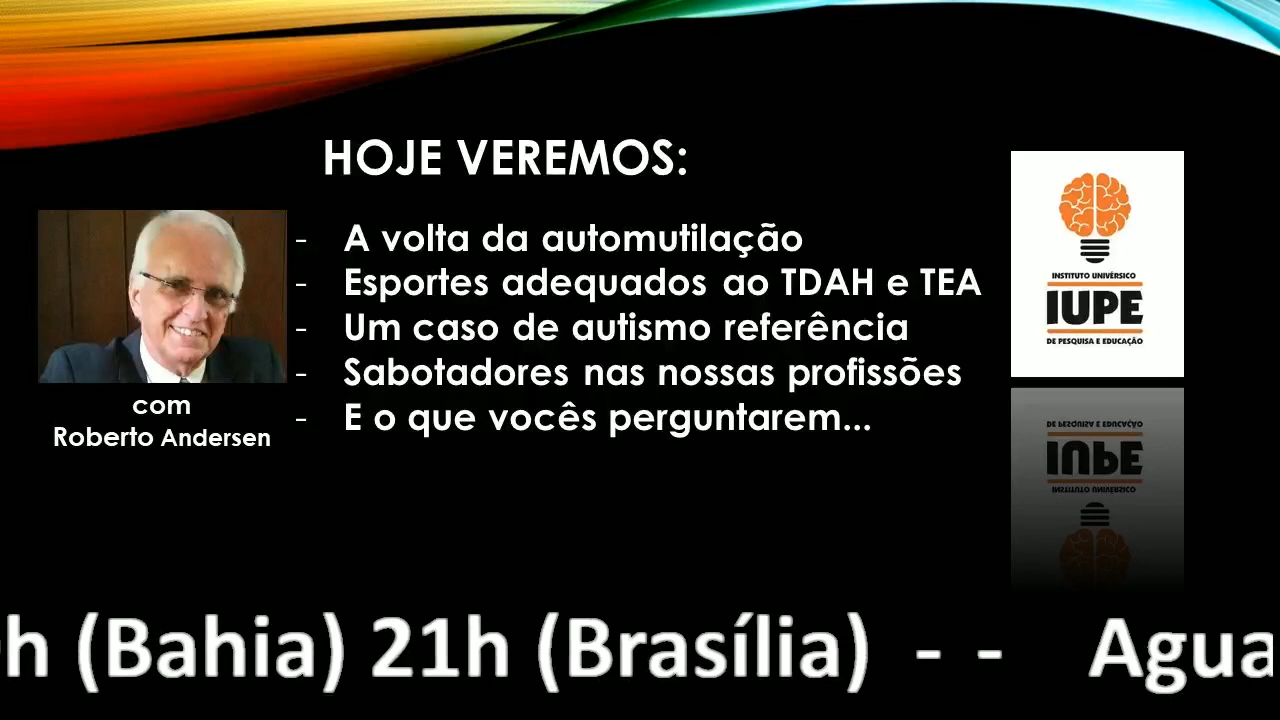 HOJE VEREMOS:
- A volta da automutilação
- Esportes adequados ao TDAH e TEA
- Um caso de autismo referência
- Sabotadores nas nossas profissões
- E o que vocês perguntarem...
com
Roberto Andersen
INSTITUTO UNIVÉRSICO
IUPE
DE PESQUISA E EDUCAÇÃO
h (Bahia) 21h (Brasília) - - Agua